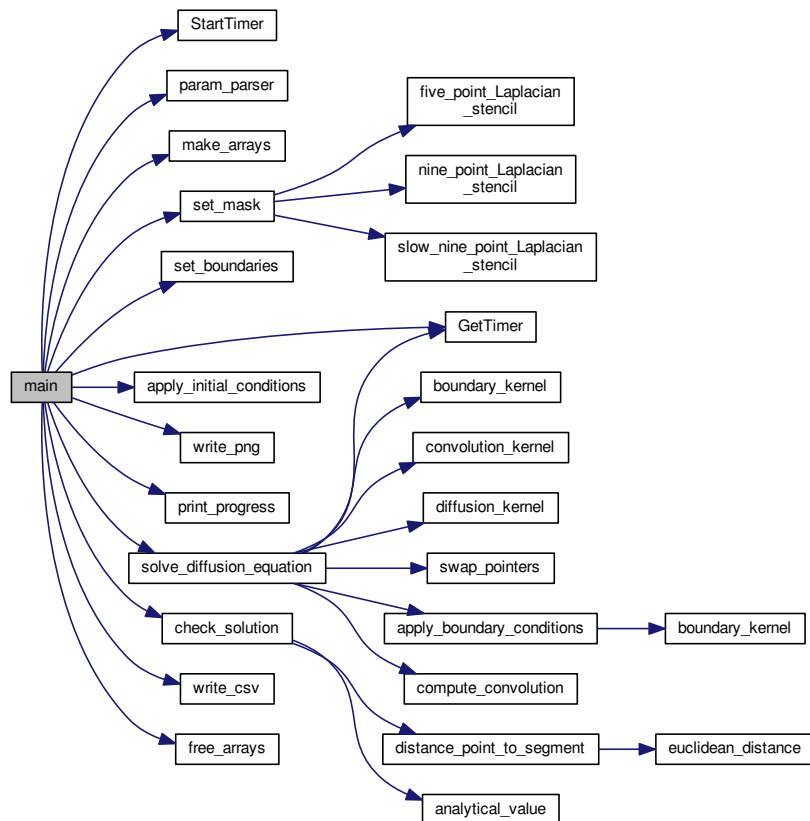 StartTimer
param_parser
five_point_Laplacian
_stencil
make_arrays
nine_point_Laplacian
_stencil
set_mask
slow_nine_point_Laplacian
_stencil
set_boundaries
GetTimer
main
apply_initial_conditions
boundary_kernel
write_png
convolution_kernel
print_progress
diffusion_kernel
solve_diffusion_equation
swap_pointers
check_solution
apply_boundary_conditions
boundary_kernel
write_csv
compute_convolution
free_arrays
distance_point_to_segment
euclidean_distance
analytical_value